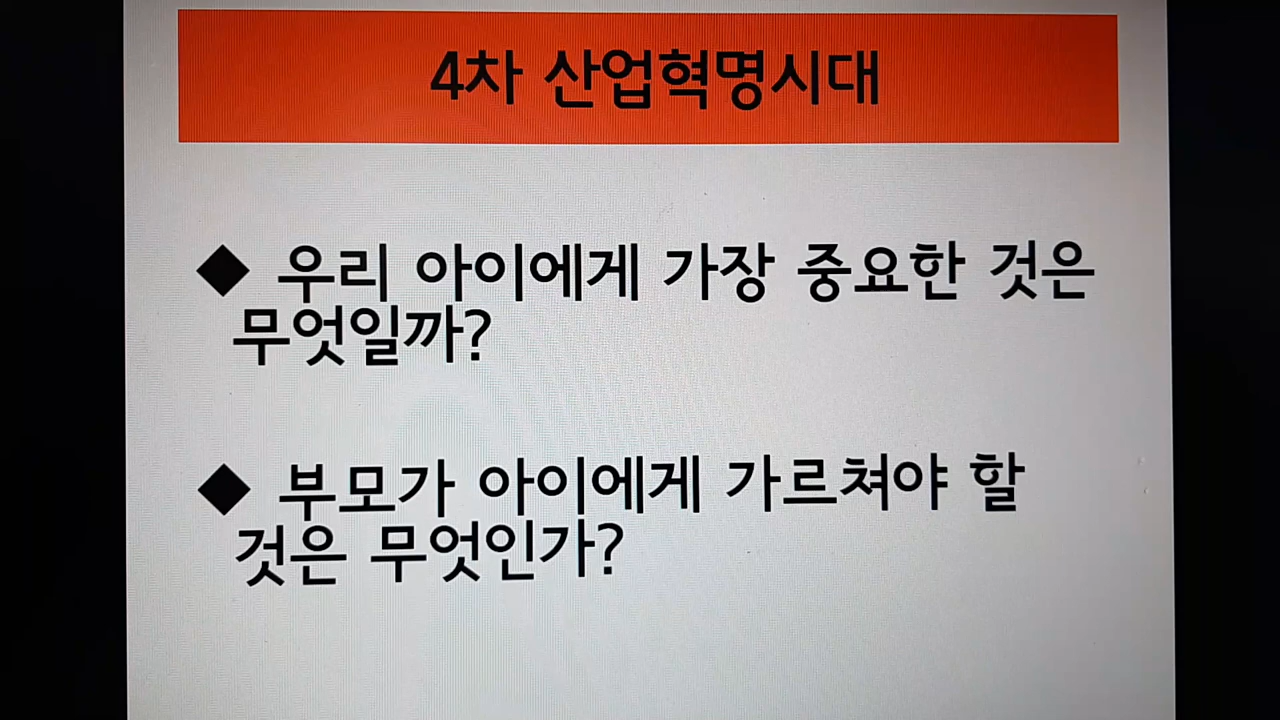 4차 산업혁명시대
◆ 우리 아이에게 가장 중요한 것은
무엇일까?
◆ 부모가 아이에게 가르쳐야 할
것은 무엇인가?